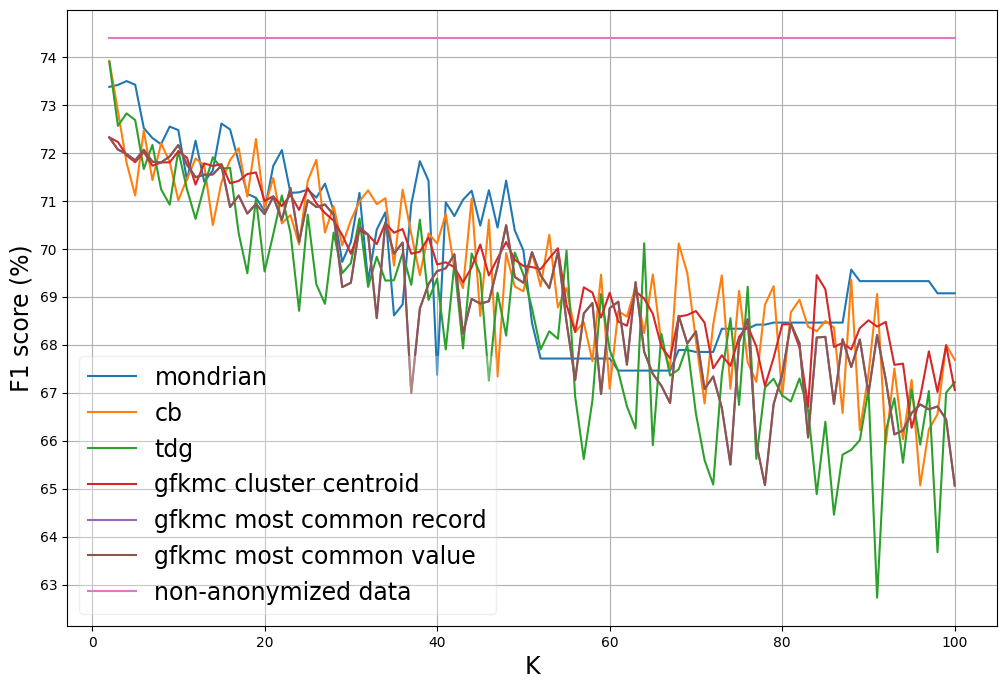 F1 score (%)
74
73
72
71
70
69
68
67
66
65
64
63
mondrian
cb
tdg
gfkmc cluster centroid
gfkmc most common record
gfkmc most common value
non-anonymized data
0 20 40 60 80 100
K